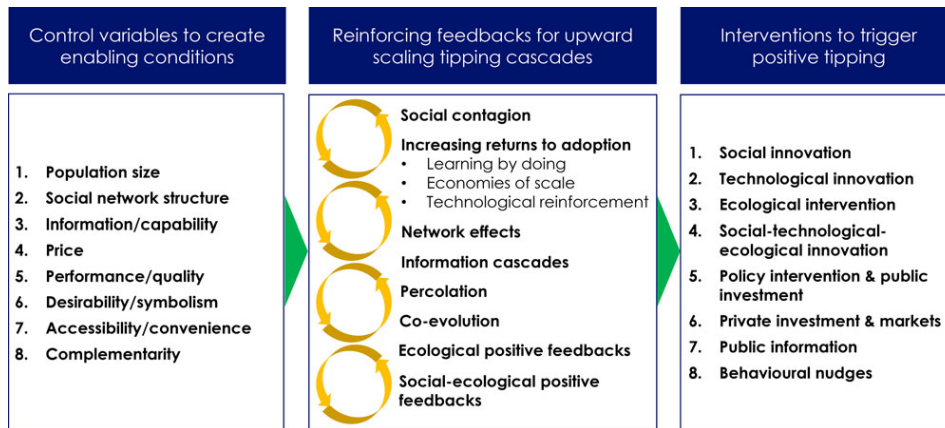 Control variables to create
enabling conditions
1. Population size
2. Social network structure
3. Information/capability
4. Price
5. Performance/quality
6. Desirability/symbolism
7. Accessibility/convenience
8. Complementarity
Reinforcing feedbacks for upward
scaling tipping cascades
Social contagion
Increasing returns to adoption
• Learning by doing
• Economies of scale
• Technological reinforcement
Network effects
Information cascades
Percolation
Co-evolution
Ecological positive feedbacks
Social-ecological positive
feedbacks
Interventions to trigger
positive tipping
1. Social innovation
2. Technological innovation
3. Ecological intervention
4. Social-technological-
ecological innovation
5. Policy intervention & public
investment
6. Private investment & markets
7. Public information
8. Behavioural nudges